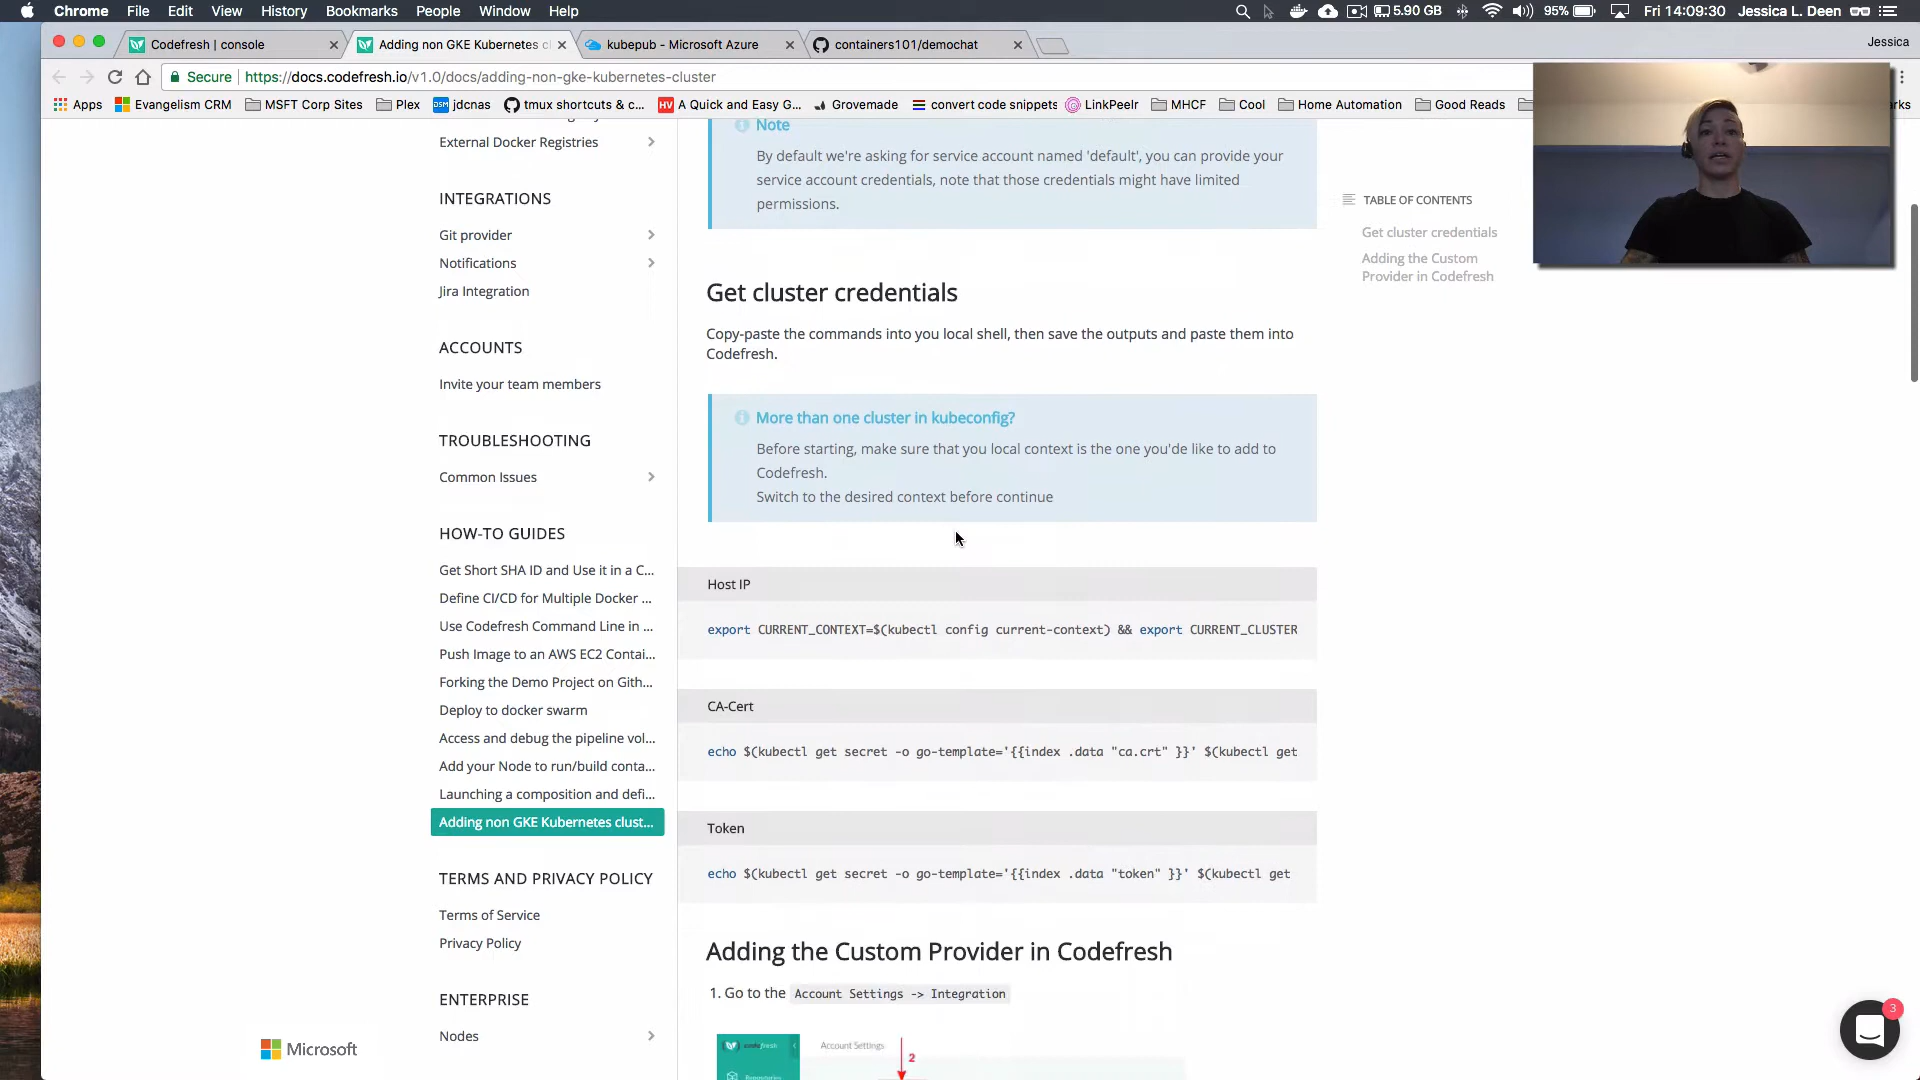 Chrome File Edit View History Bookmarks People Window Help
5.90 GB 95% Fri 14:09:30 Jessica L. Deen
Codefresh | console
Adding non GKE Kubernetes cl
kubepub - Microsoft Azure
containers101/demochat
Jessica
Secure https://docs.codefresh.io/v1.0/docs/adding-non-gke-kubernetes-cluster
Apps Evangelism CRM MSFT Corp Sites Plex jdcnas tmux shortcuts & c... A Quick and Easy G... Grovemade convert code snippets LinkPeelr MHCF Cool Home Automation Good Reads
External Docker Registries
INTEGRATIONS
Git provider
Notifications
Jira Integration
ACCOUNTS
Invite your team members
TROUBLESHOOTING
Common Issues
HOW-TO GUIDES
Get Short SHA ID and Use it in a C...
Define CI/CD for Multiple Docker ...
Use Codefresh Command Line in ...
Push Image to an AWS EC2 Contai...
Forking the Demo Project on Gith...
Deploy to docker swarm
Access and debug the pipeline vol...
Add your Node to run/build conta...
Launching a composition and defi...
Adding non GKE Kubernetes clust...
TERMS AND PRIVACY POLICY
Terms of Service
Privacy Policy
ENTERPRISE
Nodes
Microsoft
Note
By default we're asking for service account named 'default', you can provide your
service account credentials, note that those credentials might have limited
permissions.
Get cluster credentials
Copy-paste the commands into you local shell, then save the outputs and paste them into
Codefresh.
More than one cluster in kubeconfig?
Before starting, make sure that you local context is the one you'de like to add to
Codefresh.
Switch to the desired context before continue
Host IP
export CURRENT_CONTEXT=$(kubectl config current-context) && export CURRENT_CLUSTER
CA-Cert
echo $(kubectl get secret -o go-template='{{index .data "ca.crt" }}' $(kubectl get
Token
echo $(kubectl get secret -o go-template='{{index .data "token" }}' $(kubectl get
Adding the Custom Provider in Codefresh
1. Go to the Account Settings -> Integration
codefresh
Account Settings
2
Repositories
TABLE OF CONTENTS
Get cluster credentials
Adding the Custom
Provider in Codefresh
3